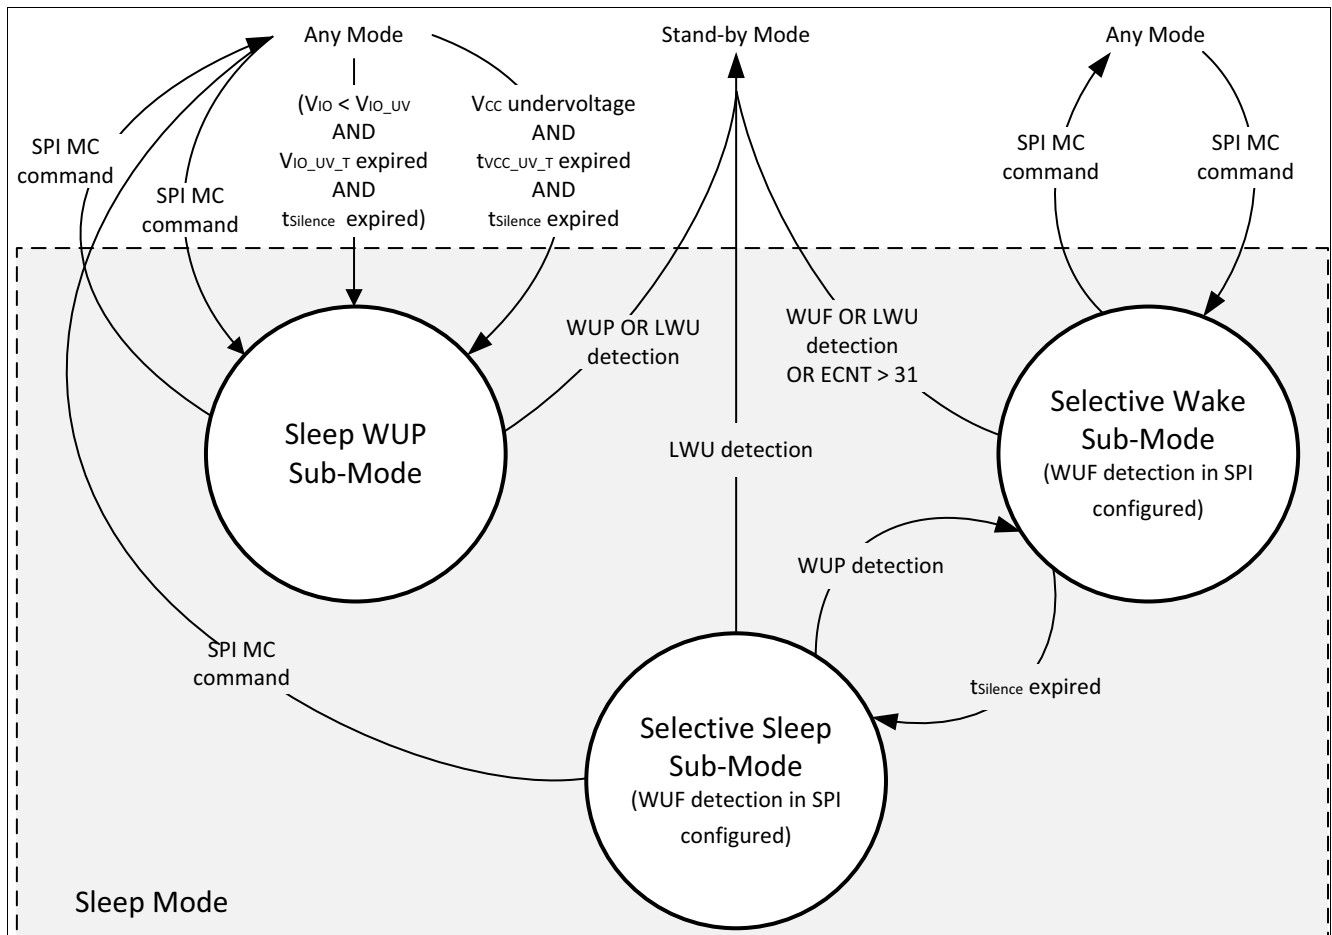 Any Mode
Stand-by Mode
Any Mode
(VIO < VIO_UV
AND
VIO_UV_T expired
AND
tSilence expired)
VCC undervoltage
AND
tVCC_UV_T expired
AND
tSilence expired
SPI MC
command
SPI MC
command
SPI MC
command
SPI MC
command
WUP OR LWU
detection
WUF OR LWU
detection
OR ECNT > 31
Sleep WUP
Sub-Mode
LWU detection
Selective Wake
Sub-Mode
(WUF detection in SPI
configured)
WUP detection
SPI MC
command
tSilence expired
Selective Sleep
Sub-Mode
(WUF detection in SPI
configured)
Sleep Mode